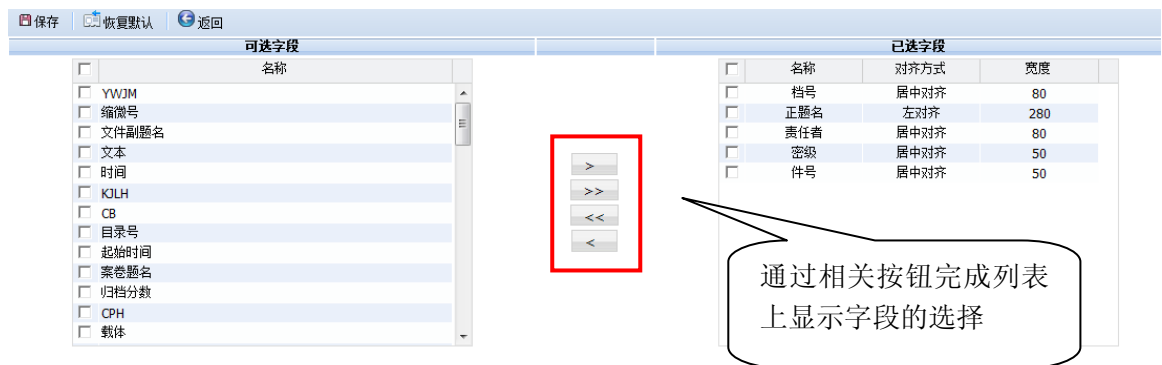 保存 恢复默认 返回
可选字段 已选字段
名称
YWJM
缩微号
文件副题名
文本
时间
KJLH
CB
目录号
起始时间
案卷题名
归档分数
CPH
载体
>
>>
<<
<
名称 对齐方式 宽度
档号 居中对齐 80
正题名 左对齐 280
责任者 居中对齐 80
密级 居中对齐 50
件号 居中对齐 50
通过相关按钮完成列表
上显示字段的选择